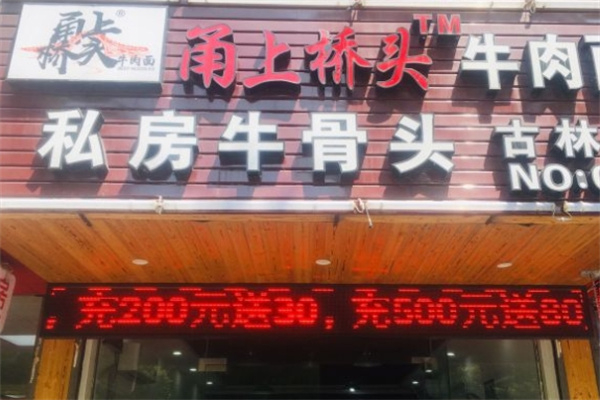 甬上桥头 牛肉面 ®
甬上桥头™ 牛肉
私房牛骨头
古林
NO:
，充200元送30，充500元送80